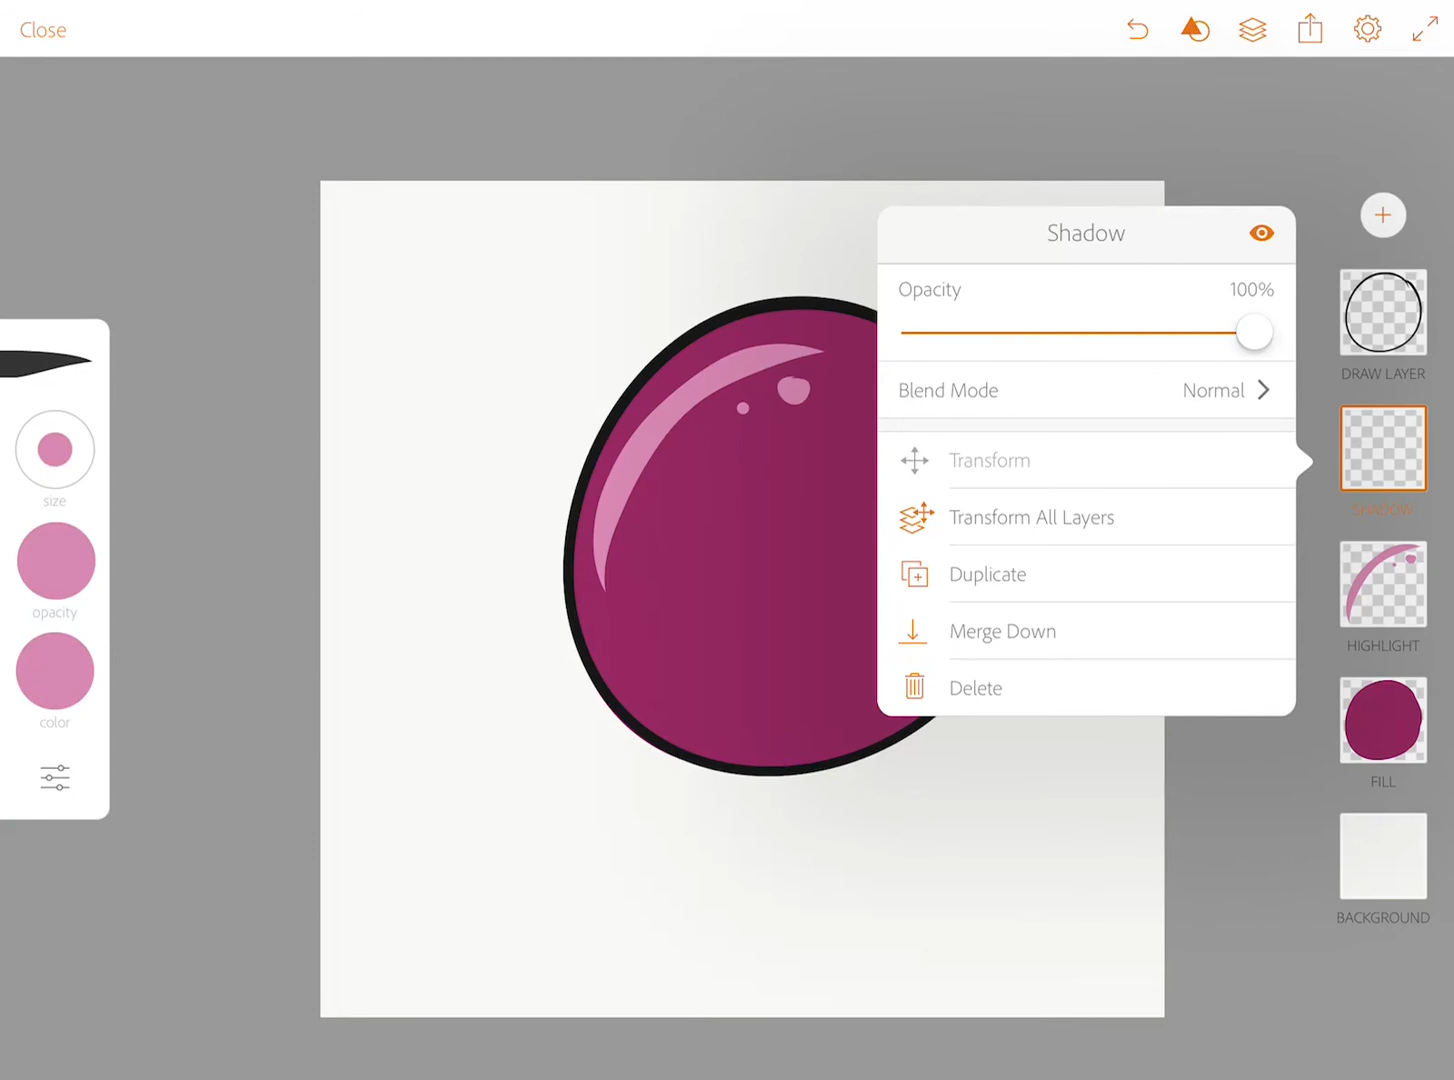 Close
Shadow
Opacity 100%
Blend Mode Normal
Transform
Transform All Layers
Duplicate
Merge Down
Delete
size
opacity
color
DRAW LAYER
SHADOW
HIGHLIGHT
FILL
BACKGROUND